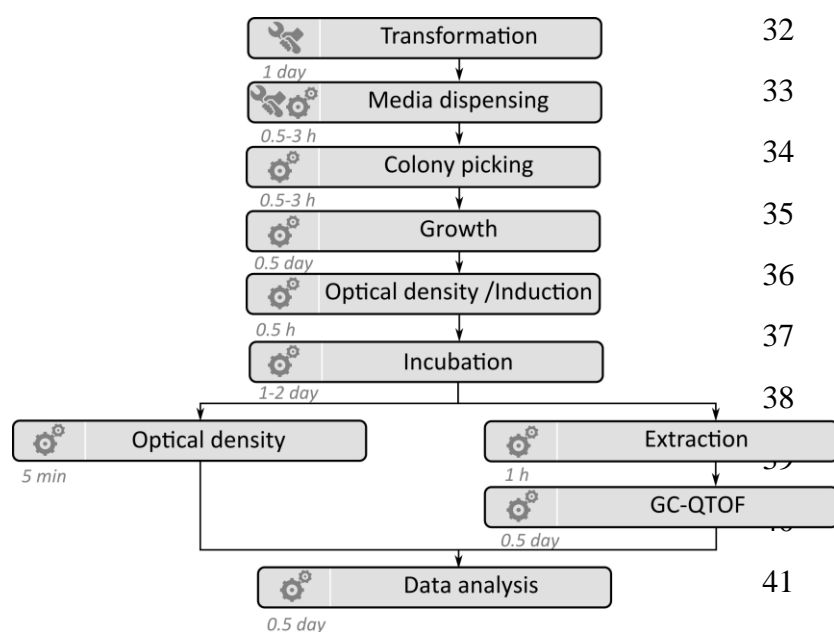 Transformation
32
1 day
Media dispensing
33
0.5-3 h
Colony picking
34
0.5-3 h
Growth
35
0.5 day
36
Optical density /Induction
0.5 h
37
Incubation
1-2 day
38
Optical density
Extraction
5 min
1 h
GC-QTOF
0.5 day
Data analysis
41
0.5 day